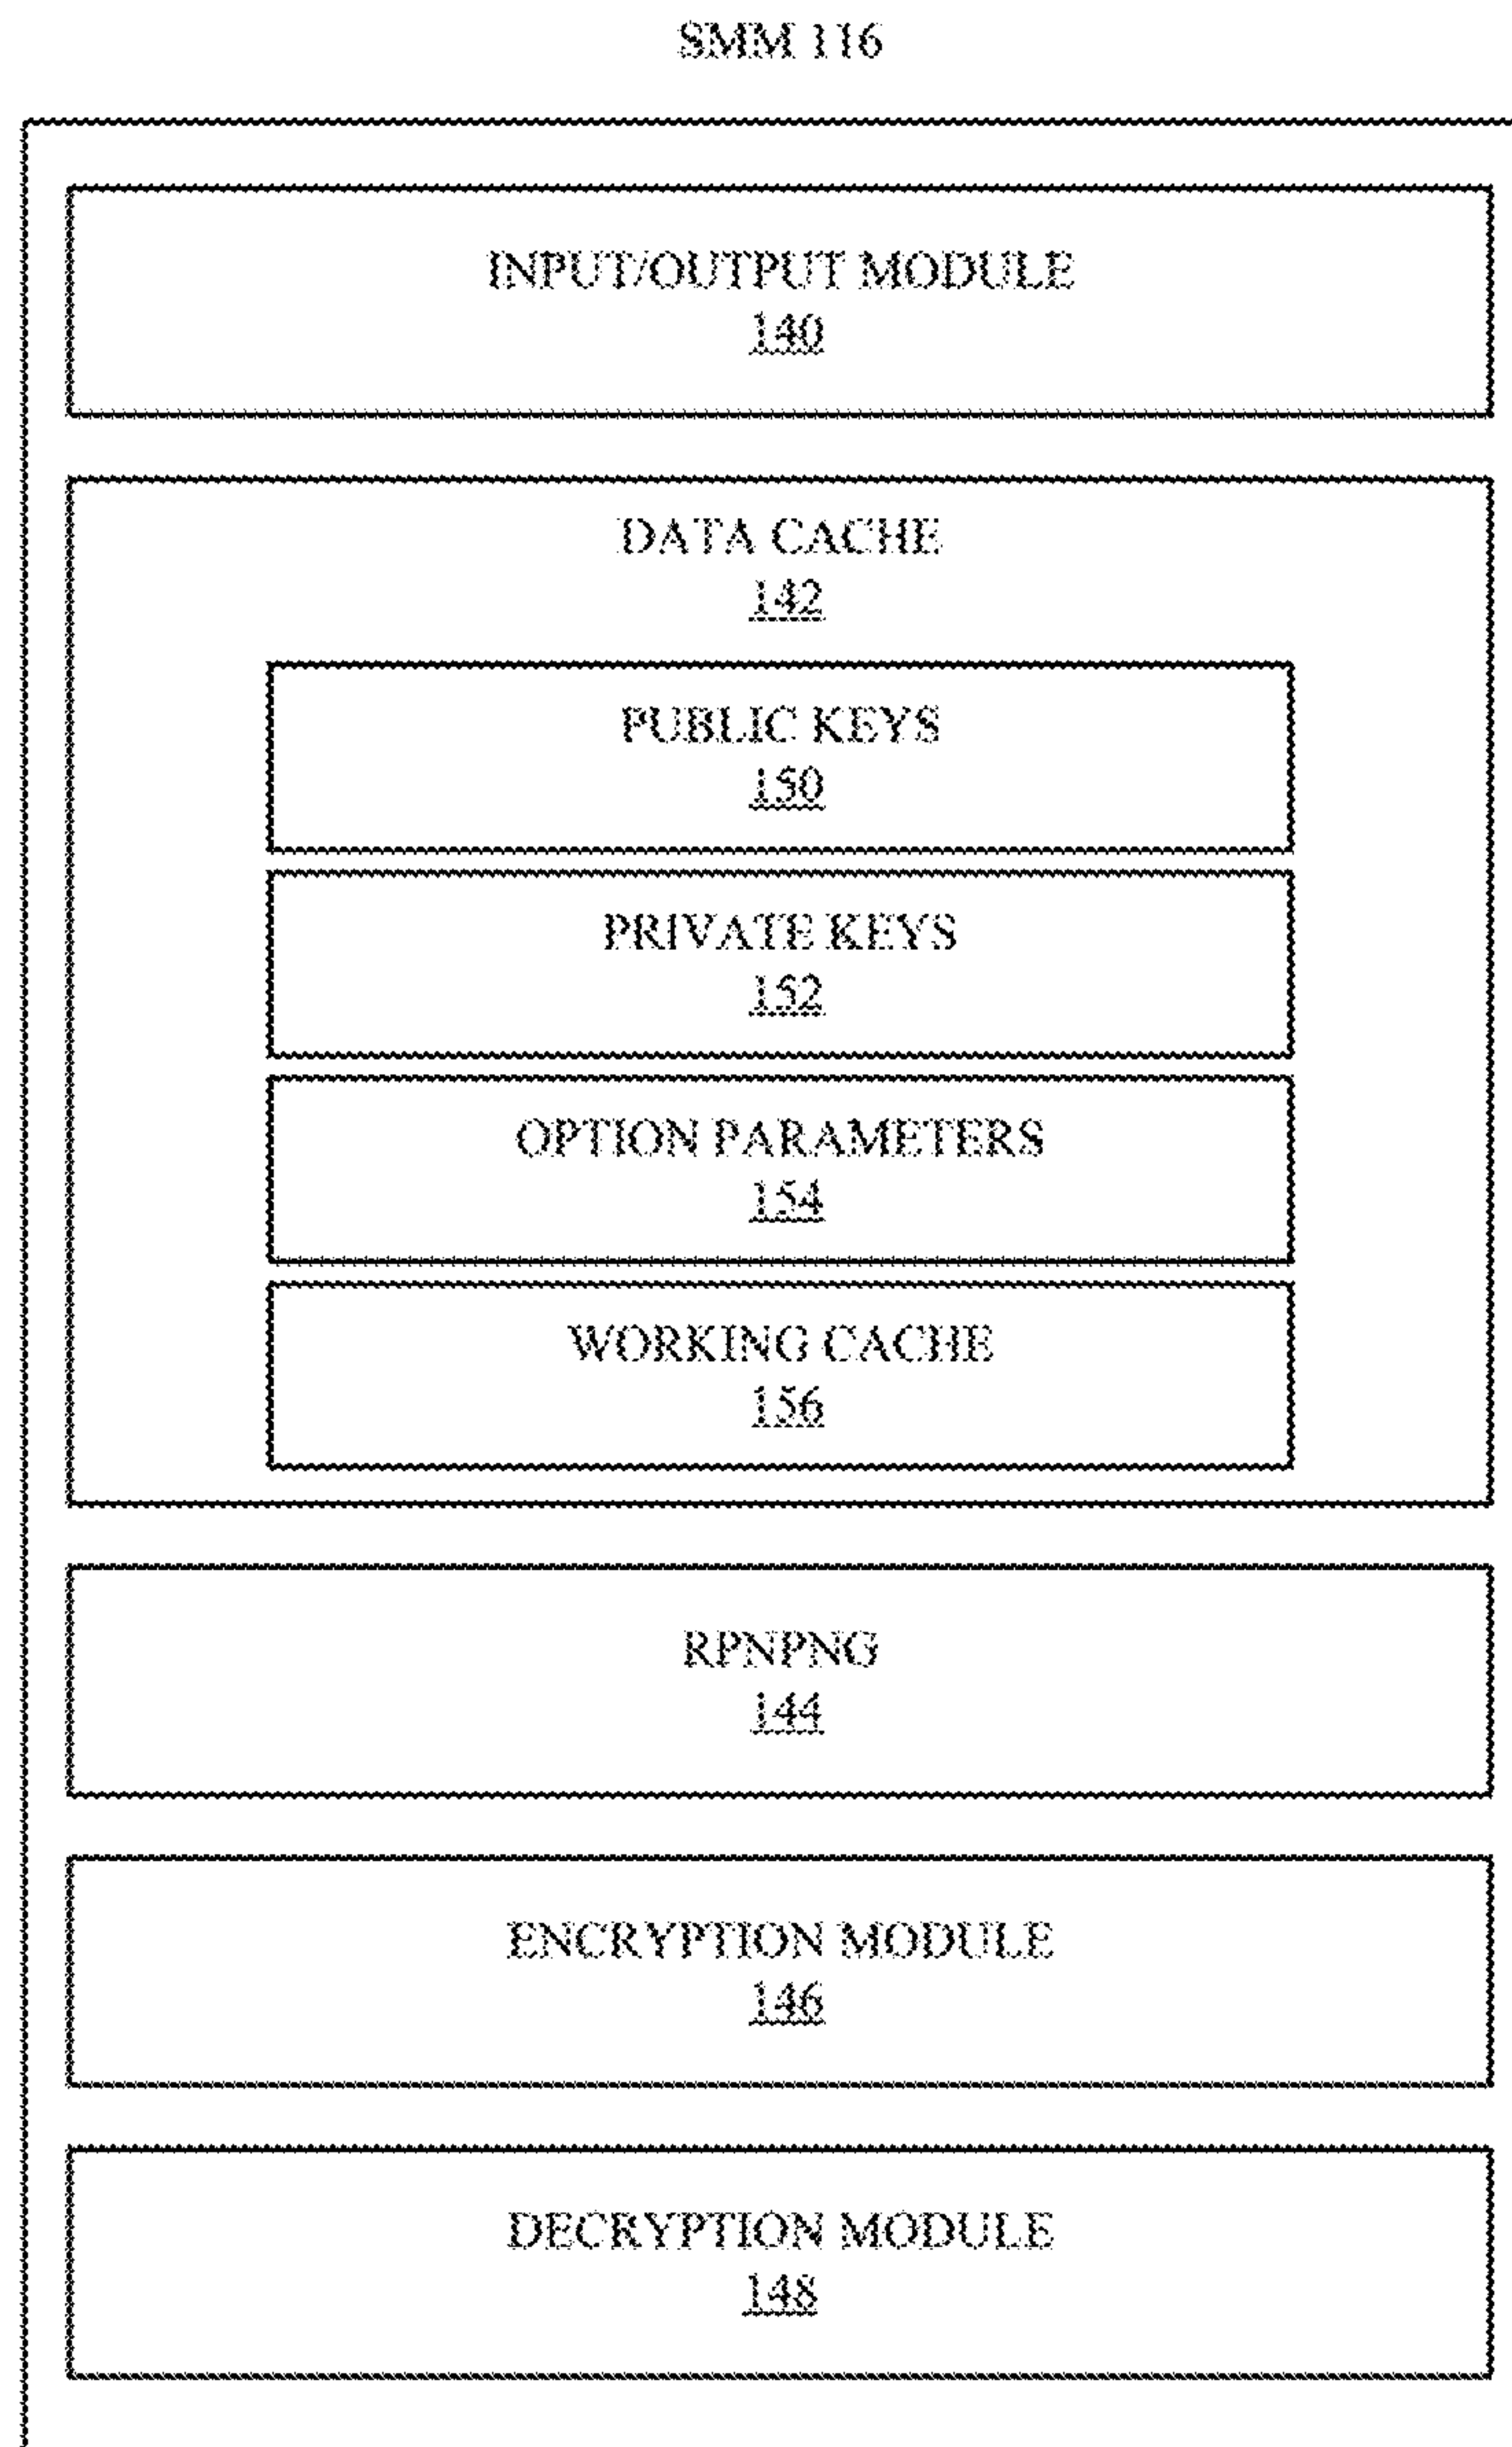 SMM 116
INPUT/OUTPUT MODULE
140
DATA CACHE
142
PUBLIC KEYS
150
PRIVATE KEYS
152
OPTION PARAMETERS
154
WORKING CACHE
156
RPNPNG
144
ENCRYPTION MODULE
146
DECRYPTION MODULE
148